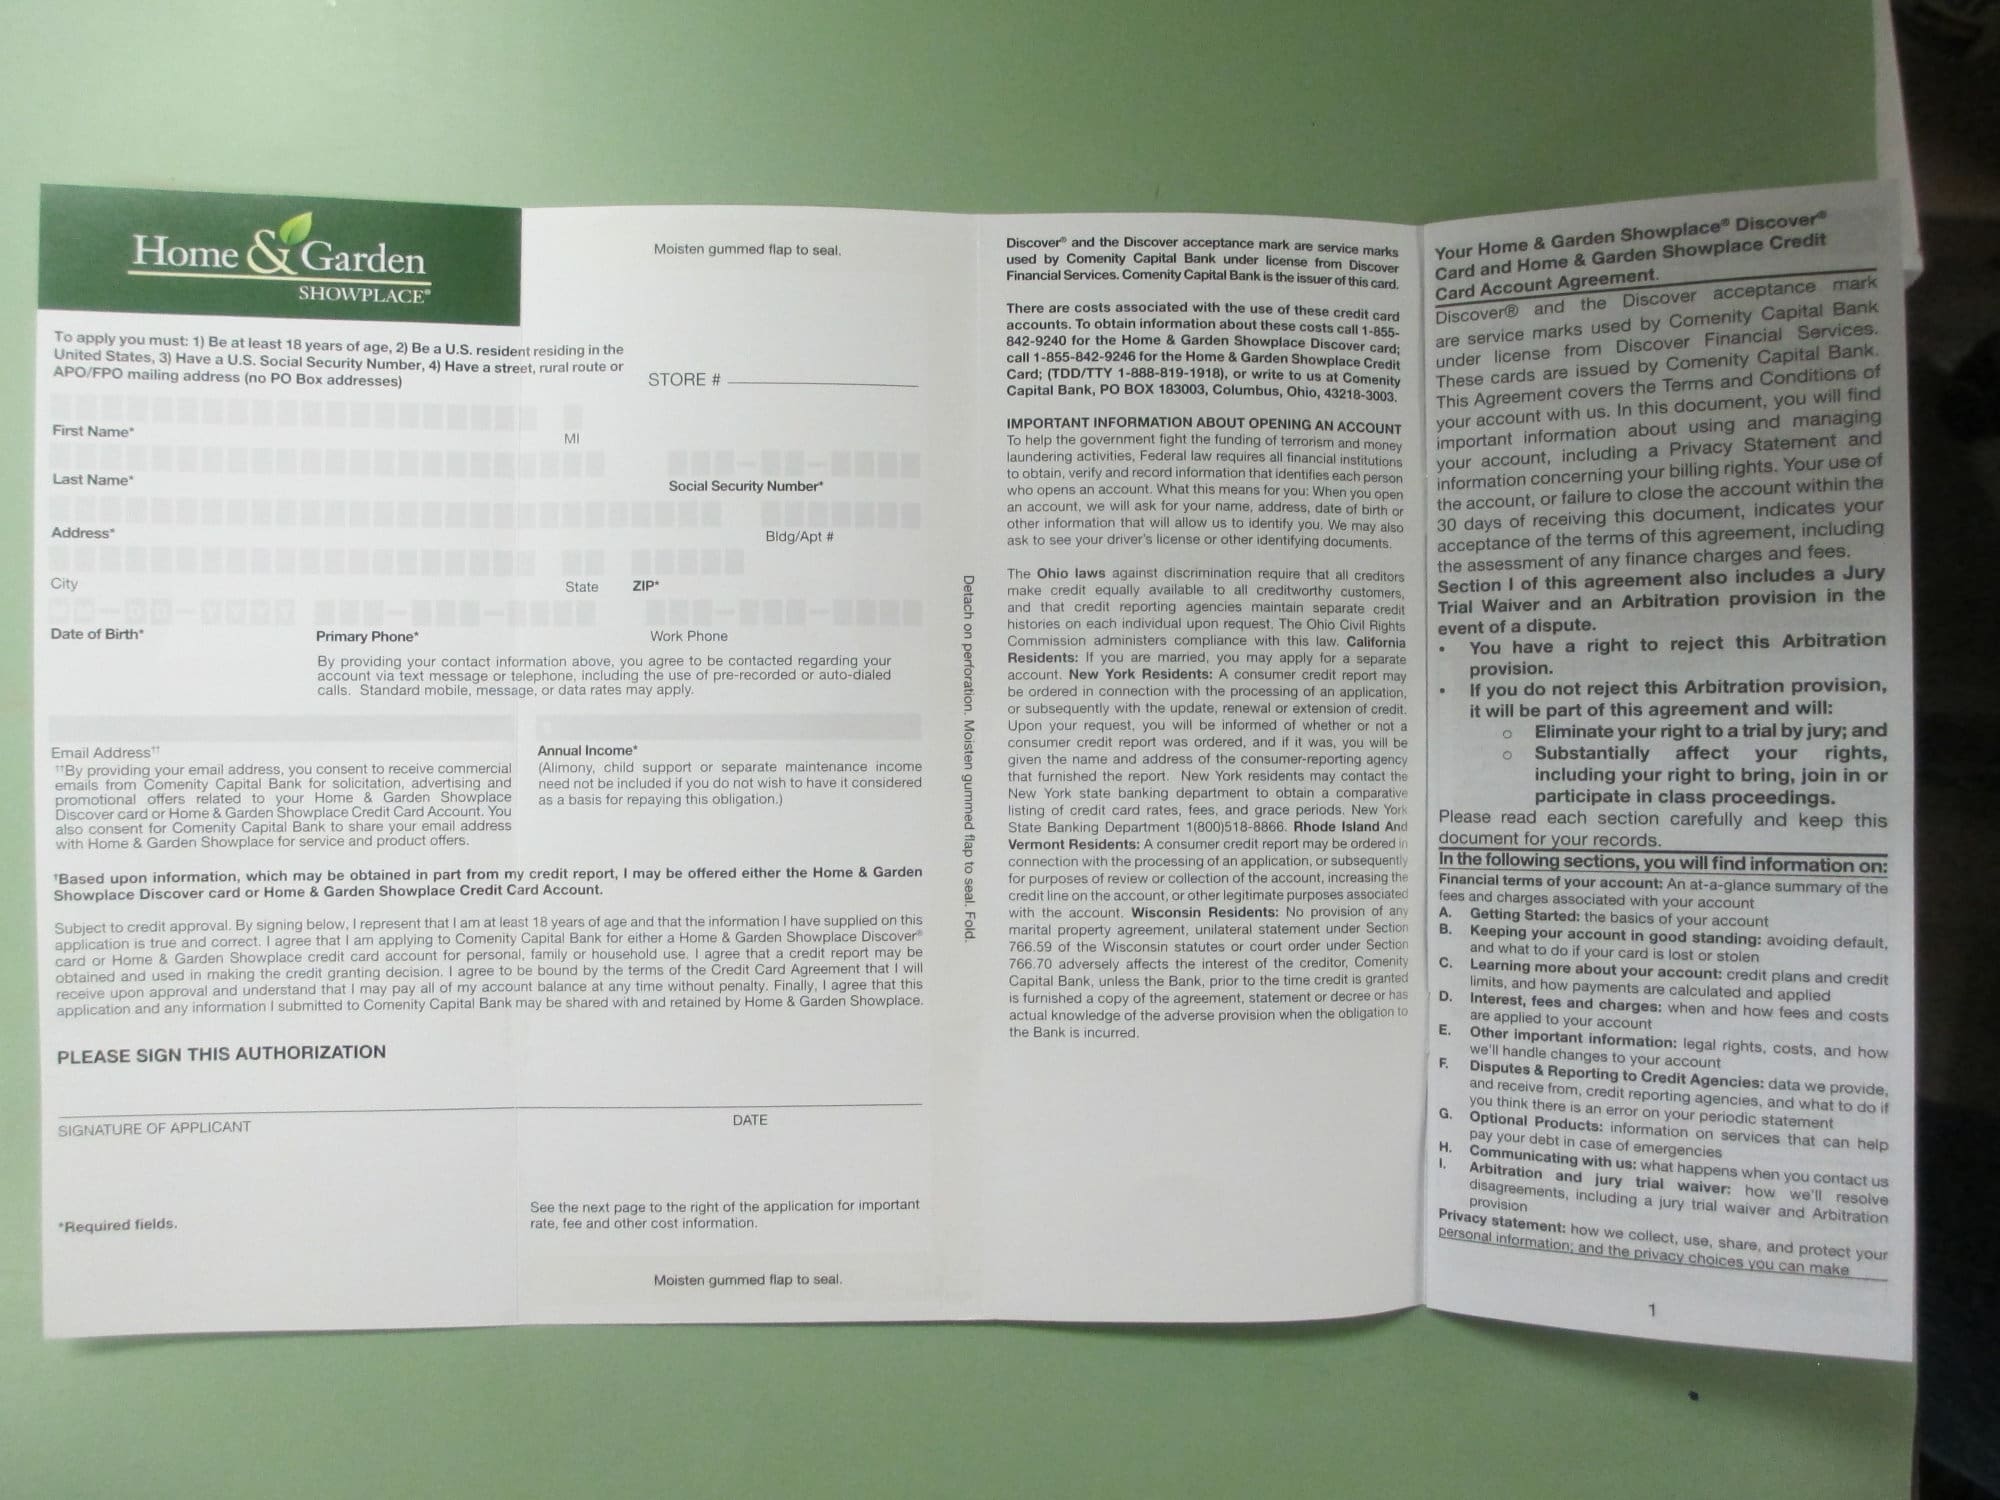 Home & Garden
SHOWPLACE®
To apply you must: 1) Be at least 18 years of age, 2) Be a U.S. resident residing in the
United States, 3) Have a U.S. Social Security Number, 4) Have a street, rural route or
APO/FPO mailing address (no PO Box addresses)
First Name*
MI
Last Name*
Social Security Number*
Address*
Bldg/Apt #
City
State
ZIP*
MM - DD - YYYY
Date of Birth*
Primary Phone*
Work Phone
By providing your contact information above, you agree to be contacted regarding your
account via text message or telephone, including the use of pre-recorded or auto-dialed
calls. Standard mobile, message, or data rates may apply.
Email Address††
††By providing your email address, you consent to receive commercial
emails from Comenity Capital Bank for solicitation, advertising and
promotional offers related to your Home & Garden Showplace
Discover card or Home & Garden Showplace Credit Card Account. You
also consent for Comenity Capital Bank to share your email address
with Home & Garden Showplace for service and product offers.
Annual Income*
(Alimony, child support or separate maintenance income
need not be included if you do not wish to have it considered
as a basis for repaying this obligation.)
†Based upon information, which may be obtained in part from my credit report, I may be offered either the Home & Garden
Showplace Discover card or Home & Garden Showplace Credit Card Account.
Subject to credit approval. By signing below, I represent that I am at least 18 years of age and that the information I have supplied on this
application is true and correct. I agree that I am applying to Comenity Capital Bank for either a Home & Garden Showplace Discover®
card or Home & Garden Showplace credit card account for personal, family or household use. I agree that a credit report may be
obtained and used in making the credit granting decision. I agree to be bound by the terms of the Credit Card Agreement that I will
receive upon approval and understand that I may pay all of my account balance at any time without penalty. Finally, I agree that this
application and any information I submitted to Comenity Capital Bank may be shared with and retained by Home & Garden Showplace.
PLEASE SIGN THIS AUTHORIZATION
SIGNATURE OF APPLICANT
DATE
*Required fields.
See the next page to the right of the application for important
rate, fee and other cost information.
Moisten gummed flap to seal.
Moisten gummed flap to seal.
STORE #
Detach on perforation. Moisten gummed flap to seal. Fold.
Discover® and the Discover acceptance mark are service marks
used by Comenity Capital Bank under license from Discover
Financial Services. Comenity Capital Bank is the issuer of this card.
There are costs associated with the use of these credit card
accounts. To obtain information about these costs call 1-855-
842-9240 for the Home & Garden Showplace Discover card;
call 1-855-842-9246 for the Home & Garden Showplace Credit
Card; (TDD/TTY 1-888-819-1918), or write to us at Comenity
Capital Bank, PO BOX 183003, Columbus, Ohio, 43218-3003.
IMPORTANT INFORMATION ABOUT OPENING AN ACCOUNT
To help the government fight the funding of terrorism and money
laundering activities, Federal law requires all financial institutions
to obtain, verify and record information that identifies each person
who opens an account. What this means for you: When you open
an account, we will ask for your name, address, date of birth or
other information that will allow us to identify you. We may also
ask to see your driver's license or other identifying documents.
The Ohio laws against discrimination require that all creditors
make credit equally available to all creditworthy customers,
and that credit reporting agencies maintain separate credit
histories on each individual upon request. The Ohio Civil Rights
Commission administers compliance with this law. California
Residents: If you are married, you may apply for a separate
account. New York Residents: A consumer credit report may
be ordered in connection with the processing of an application,
or subsequently with the update, renewal or extension of credit.
Upon your request, you will be informed of whether or not a
consumer credit report was ordered, and if it was, you will be
given the name and address of the consumer-reporting agency
that furnished the report. New York residents may contact the
New York state banking department to obtain a comparative
listing of credit card rates, fees, and grace periods. New York
State Banking Department 1(800)518-8866. Rhode Island And
Vermont Residents: A consumer credit report may be ordered in
connection with the processing of an application, or subsequently
for purposes of review or collection of the account, increasing the
credit line on the account, or other legitimate purposes associated
with the account. Wisconsin Residents: No provision of any
marital property agreement, unilateral statement under Section
766.59 of the Wisconsin statutes or court order under Section
766.70 adversely affects the interest of the creditor, Comenity
Capital Bank, unless the Bank, prior to the time credit is granted
is furnished a copy of the agreement, statement or decree or has
actual knowledge of the adverse provision when the obligation to
the Bank is incurred.
Your Home & Garden Showplace® Discover®
Card and Home & Garden Showplace Credit
Card Account Agreement.
Discover® and the Discover acceptance mark
are service marks used by Comenity Capital Bank
under license from Discover Financial Services.
These cards are issued by Comenity Capital Bank.
This Agreement covers the Terms and Conditions of
your account with us. In this document, you will find
important information about using and managing
your account, including a Privacy Statement and
information concerning your billing rights. Your use of
the account, or failure to close the account within the
30 days of receiving this document, indicates your
acceptance of the terms of this agreement, including
the assessment of any finance charges and fees.
Section I of this agreement also includes a Jury
Trial Waiver and an Arbitration provision in the
event of a dispute.
• You have a right to reject this Arbitration
provision.
• If you do not reject this Arbitration provision,
it will be part of this agreement and will:
o Eliminate your right to a trial by jury; and
o Substantially affect your rights,
including your right to bring, join in or
participate in class proceedings.
Please read each section carefully and keep this
document for your records.
In the following sections, you will find information on:
Financial terms of your account: An at-a-glance summary of the
fees and charges associated with your account
A. Getting Started: the basics of your account
B. Keeping your account in good standing: avoiding default,
and what to do if your card is lost or stolen
C. Learning more about your account: credit plans and credit
limits, and how payments are calculated and applied
D. Interest, fees and charges: when and how fees and costs
are applied to your account
E. Other important information: legal rights, costs, and how
we'll handle changes to your account
F. Disputes & Reporting to Credit Agencies: data we provide,
and receive from, credit reporting agencies, and what to do if
you think there is an error on your periodic statement
G. Optional Products: information on services that can help
pay your debt in case of emergencies
H. Communicating with us: what happens when you contact us
I. Arbitration and jury trial waiver: how we'll resolve
disagreements, including a jury trial waiver and Arbitration
provision
Privacy statement: how we collect, use, share, and protect your
personal information; and the privacy choices you can make
1